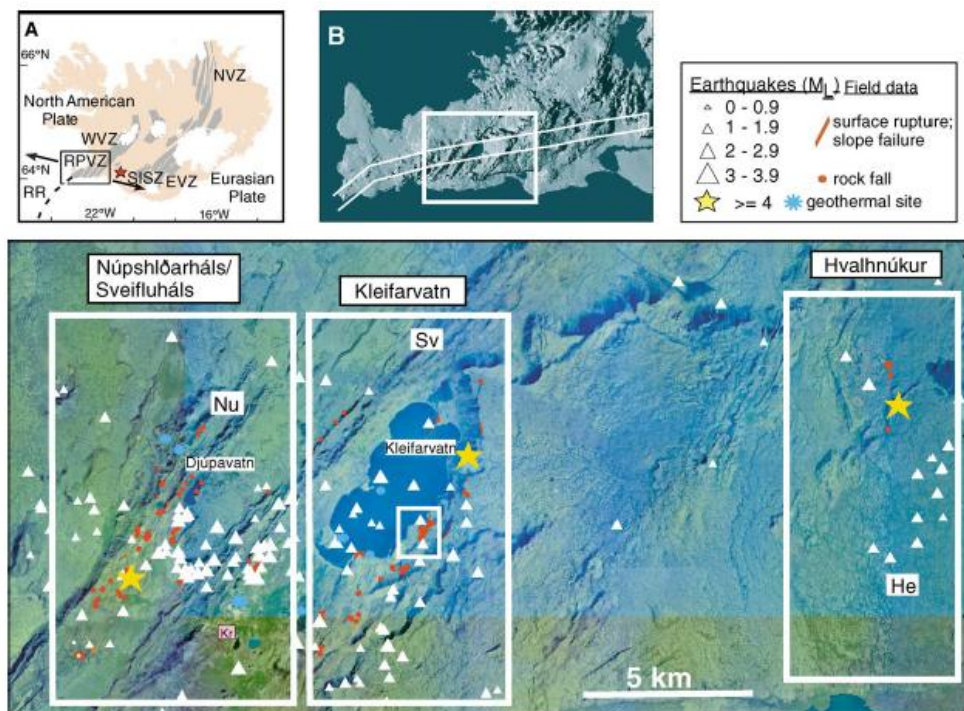 A
66°N
NVZ
North American
Plate
WVZ
RPVZ
64°N
SISZ
EVZ
Eurasian
Plate
RR
22°W
16°W
B
Earthquakes (M
L
)
Field data
0 - 0.9
1 - 1.9
2 - 2.9
3 - 3.9
>= 4
surface rupture;
slope failure
rock fall
geothermal site
Núpshlðarháls/
Sveifluháls
Kleifarvatn
Hvalhnúkur
Sv
Nu
Djupavatn
Kleifarvatn
He
Kr
5 km